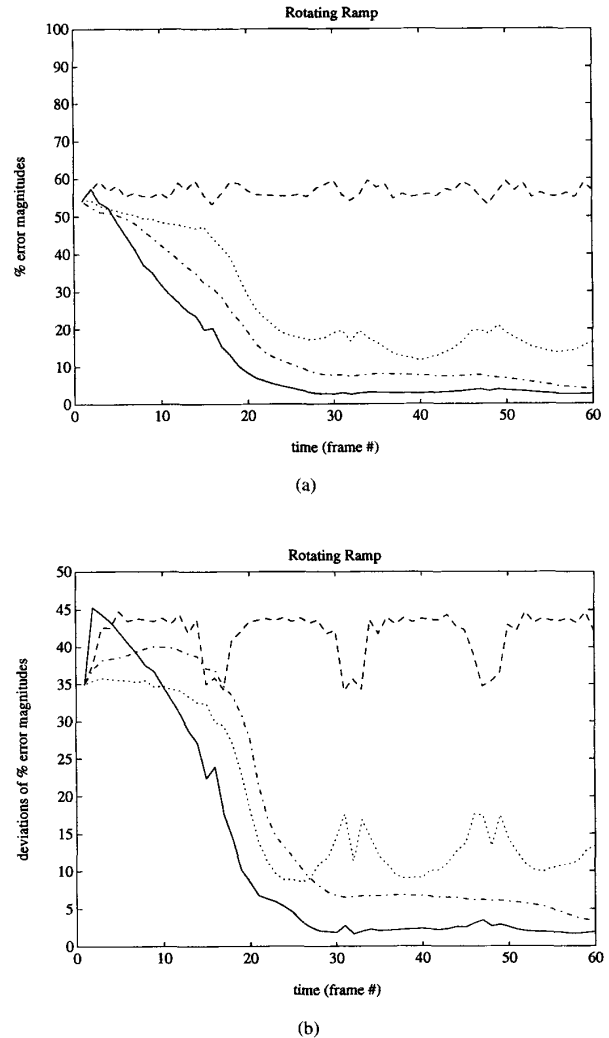 Rotating Ramp
100
90
80
70
60
50
40
30
20
10
0
% error magnitudes
0 10 20 30 40 50 60
time (frame #)
(a)
Rotating Ramp
50
45
40
35
30
25
20
15
10
5
0
deviations of % error magnitudes
0 10 20 30 40 50 60
time (frame #)
(b)